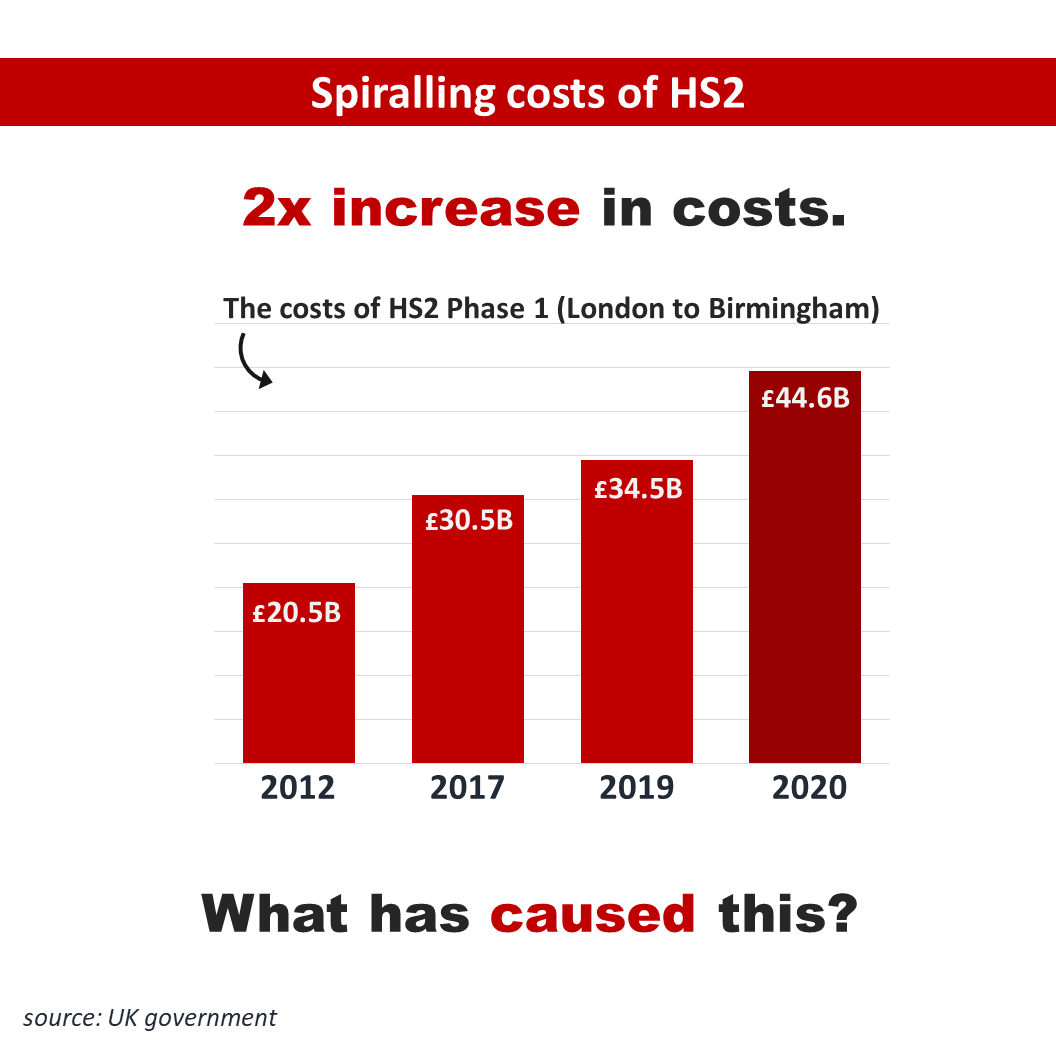 Spiralling costs of HS2
2x increase in costs.
The costs of HS2 Phase 1 (London to Birmingham)
£44.6B
£34.5B
£30.5B
£20.5B
2012 2017 2019 2020
What has caused this?
source: UK government